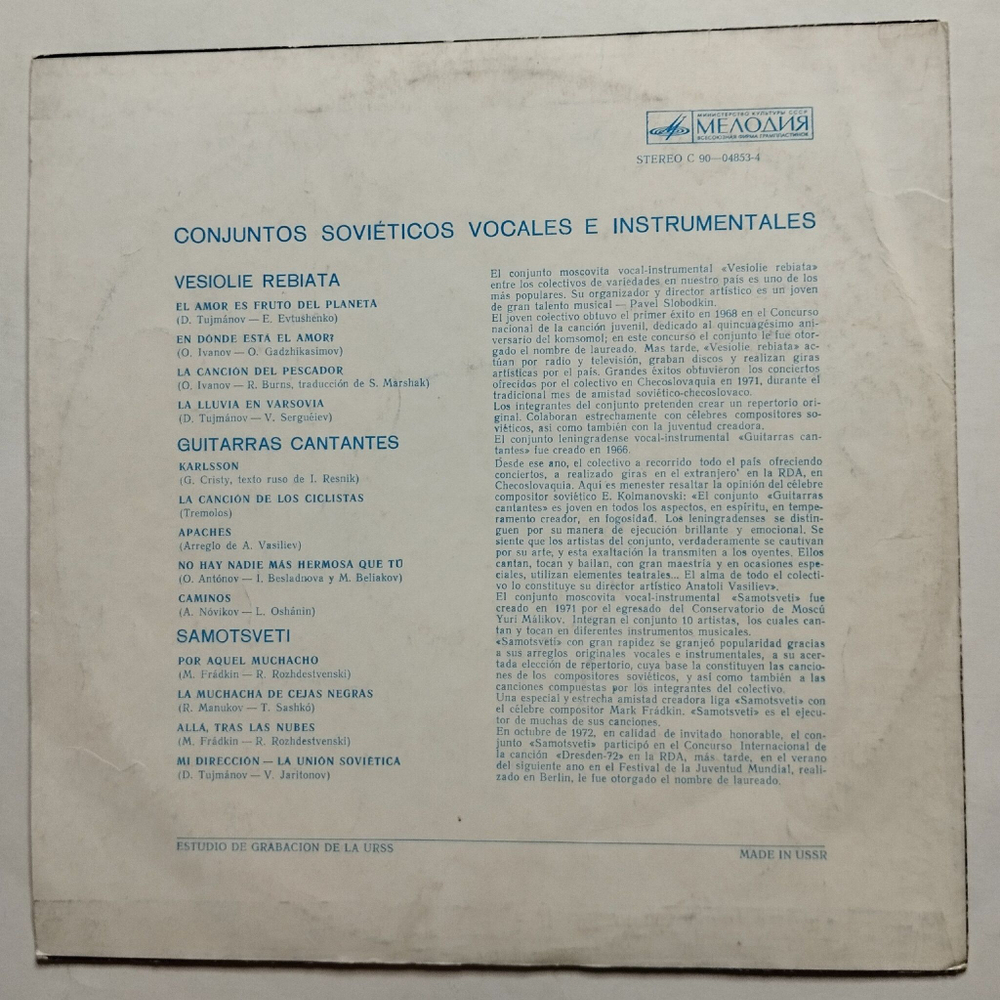 МИНИСТЕРСТВО КУЛЬТУРЫ СССР
МЕЛОДИЯ
ВСЕСОЮЗНАЯ ФИРМА ГРАМПЛАСТИНОК
STEREO C 90—04853-4
CONJUNTOS SOVIÉTICOS VOCALES E INSTRUMENTALES
VESIOLIE REBIATA
EL AMOR ES FRUTO DEL PLANETA
(D. Tujmánov — E. Evtushenko)
EN DÓNDE ESTÁ EL AMOR?
(O. Ivanov — O. Gadzhikasimov)
LA CANCIÓN DEL PESCADOR
(O. Ivanov — R. Burns, traducción de S. Marshak)
LA LLUVIA EN VARSOVIA
(D. Tujmánov — V. Serguéiev)
GUITARRAS CANTANTES
KARLSSON
(G. Cristy, texto ruso de I. Resnik)
LA CANCIÓN DE LOS CICLISTAS
(Tremolos)
APACHES
(Arreglo de A. Vasiliev)
NO HAY NADIE MÁS HERMOSA QUE TÚ
(O. Antónov — I. Besladnova y M. Beliakov)
CAMINOS
(A. Nóvikov — L. Oshánin)
SAMOTSVETI
POR AQUEL MUCHACHO
(M. Frádkin — R. Rozhdestvenski)
LA MUCHACHA DE CEJAS NEGRAS
(R. Manukov — T. Sashkó)
ALLÁ, TRAS LAS NUBES
(M. Frádkin — R. Rozhdestvenski)
MI DIRECCIÓN — LA UNIÓN SOVIÉTICA
(D. Tujmánov — V. Jaritonov)
El conjunto moscovita vocal-instrumental «Vesiolie rebiata»
entre los colectivos de variedades en nuestro país es uno de los
más populares. Su organizador y director artístico es un joven
de gran talento musical — Pavel Slobodkin.
El joven colectivo obtuvo el primer éxito en 1968 en el Concurso
nacional de la canción juvenil, dedicado al quincuagésimo ani-
versario del komsomol; en este concurso el conjunto le fue otor-
gado el nombre de laureado. Mas tarde, «Vesiolie rebiata» ac-
túan por radio y televisión, graban discos y realizan giras
artísticas por el país. Grandes éxitos obtuvieron los conciertos
ofrecidos por el colectivo en Checoslovaquia en 1971, durante el
tradicional mes de amistad soviético-checoslovaco.
Los integrantes del conjunto pretenden crear un repertorio ori-
ginal. Colaboran estrechamente con célebres compositores so-
viéticos, así como también con la juventud creadora.
El conjunto leningradense vocal-instrumental «Guitarras can-
tantes» fue creado en 1966.
Desde ese año, el colectivo a recorrido todo el país ofreciendo
conciertos, a realizado giras en el extranjero en la RDA, en
Checoslovaquia. Aquí es menester resaltar la opinión del célebre
compositor soviético E. Kolmanovski: «El conjunto «Guitarras
cantantes» es joven en todos los aspectos, en espíritu, en tempe-
ramento creador, en fogosidad. Los leningradenses se distin-
guen por su manera de ejecución brillante y emocional. Se
siente que los artistas del conjunto, verdaderamente se cautivan
por su arte, y esta exaltación la transmiten a los oyentes. Ellos
cantan, tocan y bailan, con gran maestría y en ocasiones espe-
ciales, utilizan elementos teatrales... El alma de todo el colecti-
vo lo constituye su director artístico Anatoli Vasiliev».
El conjunto moscovita vocal-instrumental «Samotsveti» fue
creado en 1971 por el egresado del Conservatorio de Moscú
Yuri Málikov. Integran el conjunto 10 artistas, los cuales can-
tan y tocan en diferentes instrumentos musicales.
«Samotsveti» con gran rapidez se granjeó popularidad gracias
a sus arreglos originales vocales e instrumentales, a su acer-
tada elección de repertorio, cuya base la constituyen las cancio-
nes de los compositores soviéticos, y así como también a las
canciones compuestas por los integrantes del colectivo.
Una especial y estrecha amistad creadora liga «Samotsveti» con
el célebre compositor Mark Frádkin. «Samotsveti» es el ejecu-
tor de muchas de sus canciones.
En octubre de 1972, en calidad de invitado honorable, el con-
junto «Samotsveti» participó en el Concurso Internacional de
la canción «Dresden-72» en la RDA, más tarde, en el verano
del siguiente ano en el Festival de la Juventud Mundial, reali-
zado en Berlin, le fue otorgado el nombre de laureado.
ESTUDIO DE GRABACION DE LA URSS
MADE IN USSR